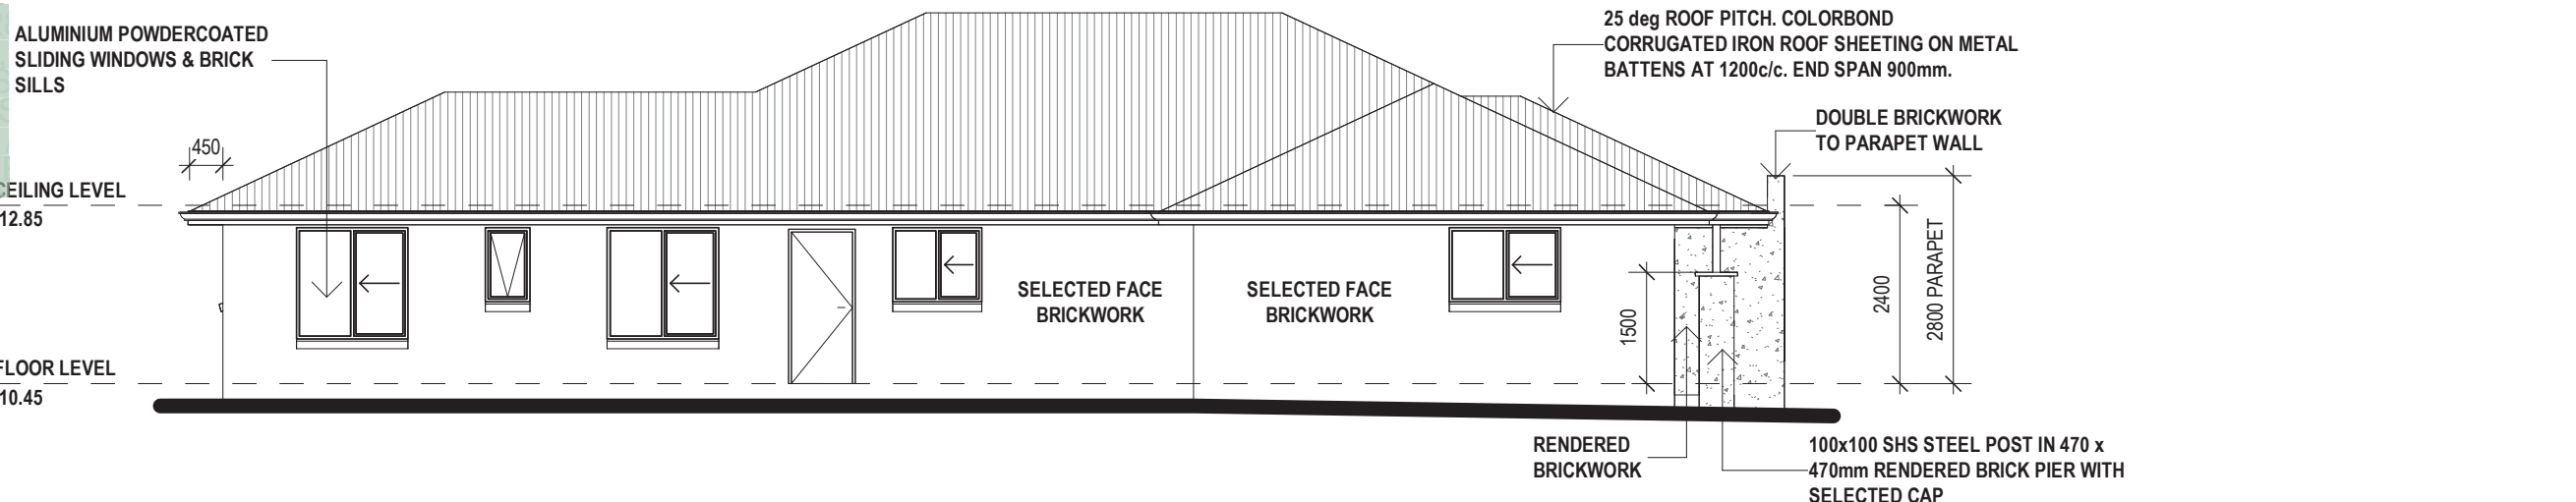 ALUMINIUM POWDERCOATED
SLIDING WINDOWS & BRICK
SILLS
25 deg ROOF PITCH. COLORBOND
CORRUGATED IRON ROOF SHEETING ON METAL
BATTENS AT 1200c/c. END SPAN 900mm.
DOUBLE BRICKWORK
TO PARAPET WALL
450
CEILING LEVEL
12.85
SELECTED FACE
BRICKWORK
SELECTED FACE
BRICKWORK
1500
2400
2800 PARAPET
FLOOR LEVEL
10.45
RENDERED
BRICKWORK
100x100 SHS STEEL POST IN 470 x
470mm RENDERED BRICK PIER WITH
SELECTED CAP